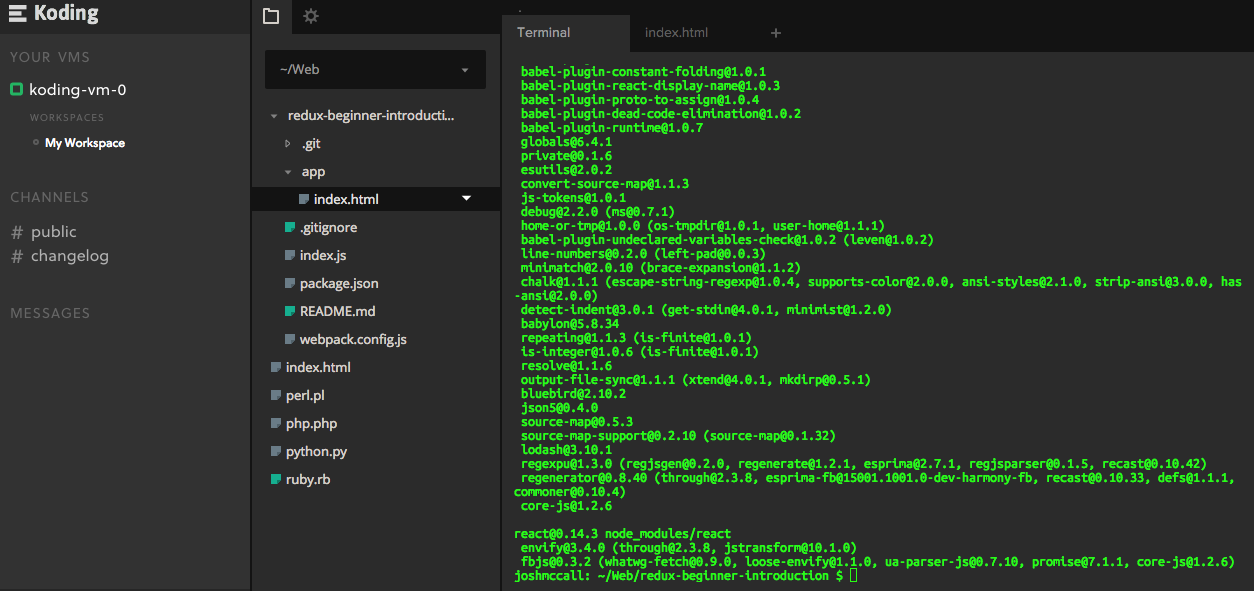 Koding
YOUR VMS
koding-vm-0
WORKSPACES
My Workspace
CHANNELS
# public
# changelog
MESSAGES
~/Web
redux-beginner-introducti...
.git
app
index.html
.gitignore
index.js
package.json
README.md
webpack.config.js
index.html
perl.pl
php.php
python.py
ruby.rb
Terminal
index.html
+
babel-plugin-constant-folding@1.0.1
babel-plugin-react-display-name@1.0.3
babel-plugin-proto-to-assign@1.0.4
babel-plugin-dead-code-elimination@1.0.2
babel-plugin-runtime@1.0.7
globals@6.4.1
private@0.1.6
esutils@2.0.2
convert-source-map@1.1.3
js-tokens@1.0.1
debug@2.2.0 (ms@0.7.1)
home-or-tmp@1.0.0 (os-tmpdir@1.0.1, user-home@1.1.1)
babel-plugin-undeclared-variables-check@1.0.2 (leven@1.0.2)
line-numbers@0.2.0 (left-pad@0.0.3)
minimatch@2.0.10 (brace-expansion@1.1.2)
chalk@1.1.1 (escape-string-regexp@1.0.4, supports-color@2.0.0, ansi-styles@2.1.0, strip-ansi@3.0.0, has
-ansi@2.0.0)
detect-indent@3.0.1 (get-stdin@4.0.1, minimist@1.2.0)
babylon@5.8.34
repeating@1.1.3 (is-finite@1.0.1)
is-integer@1.0.6 (is-finite@1.0.1)
resolve@1.1.6
output-file-sync@1.1.1 (xtend@4.0.1, mkdirp@0.5.1)
bluebird@2.10.2
json5@0.4.0
source-map@0.5.3
source-map-support@0.2.10 (source-map@0.1.32)
lodash@3.10.1
regexpu@1.3.0 (regjsgen@0.2.0, regenerate@1.2.1, esprima@2.7.1, regjsparser@0.1.5, recast@0.10.42)
regenerator@0.8.40 (through@2.3.8, esprima-fb@15001.1001.0-dev-harmony-fb, recast@0.10.33, defs@1.1.1,
commoner@0.10.4)
core-js@1.2.6
react@0.14.3 node_modules/react
envify@3.4.0 (through@2.3.8, jstransform@10.1.0)
fbjs@0.3.2 (whatwg-fetch@0.9.0, loose-envify@1.1.0, ua-parser-js@0.7.10, promise@7.1.1, core-js@1.2.6)
joshmccall: ~/Web/redux-beginner-introduction $